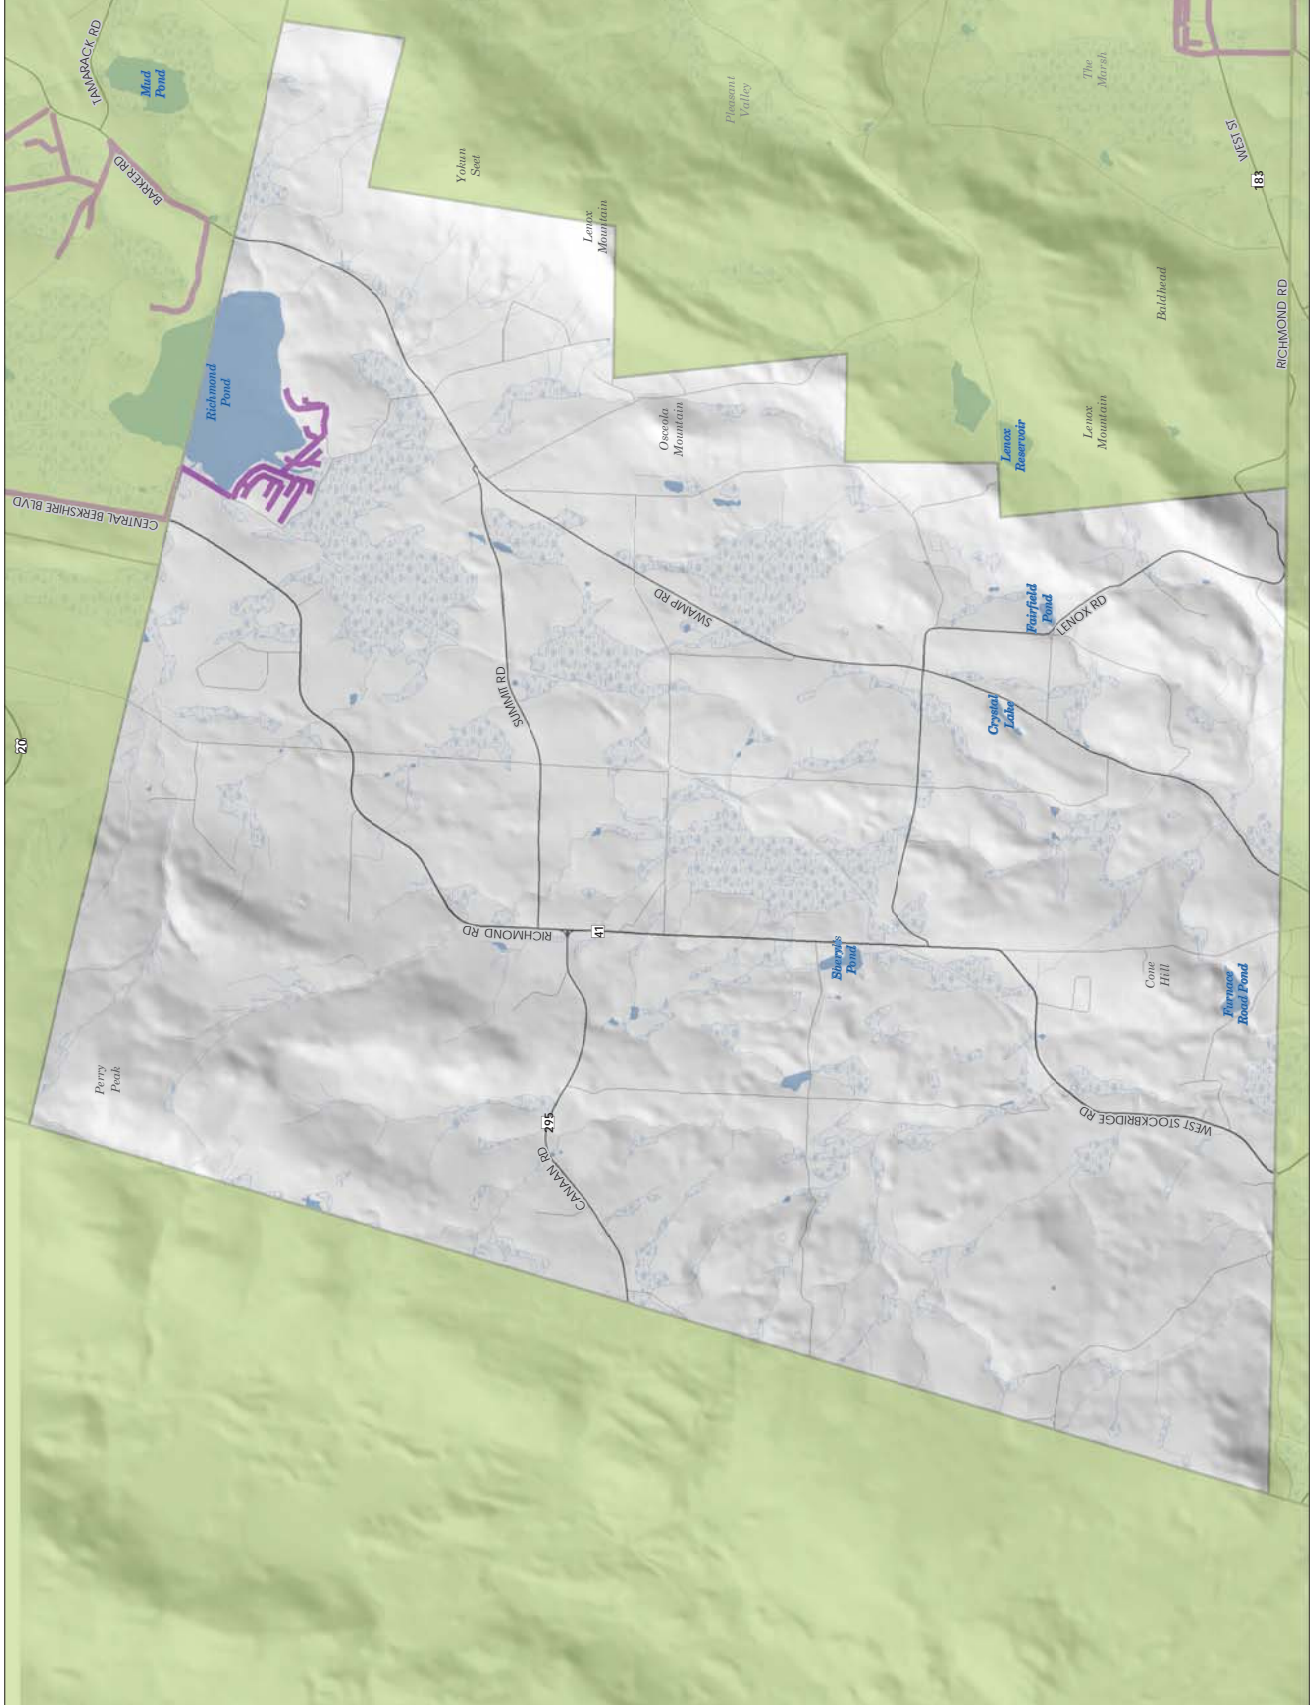 TAMARACK RD
Mud
Pond
BARKER RD
Yokun
Seet
Pleasant
Valley
The
Marsh
WEST ST
183
Lenox
Mountain
Baldhead
RICHMOND RD
Richmond
Pond
Osceola
Mountain
Lenox
Reservoir
Lenox
Mountain
CENTRAL BERKSHIRE BLVD
SWAMP RD
Fairfield
Pond
LENOX RD
SUMMIT RD
Crystal
Lake
20
RICHMOND RD
41
Sheryls
Pond
Cone
Hill
Furnace
Road Pond
Perry
Peak
295
CANAAN RD
WEST STOCKBRIDGE RD